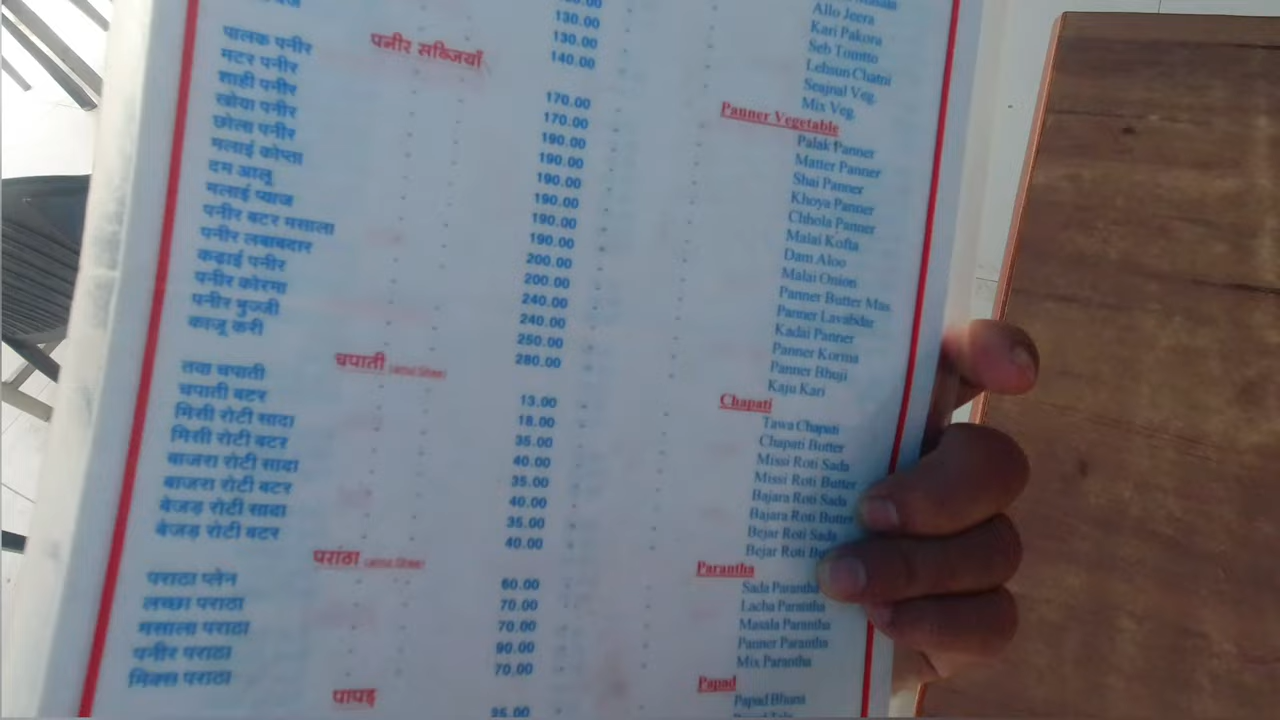 Allo Jeera
Kari Pakora
Seb Tomtto
130.00 Lehsun Chatni
130.00 Seajnal Veg.
140.00 Mix Veg.
पनीर सब्जियाँ Panner Vegetable
पालक पनीर 170.00 Palak Panner
मटर पनीर 170.00 Matter Panner
शाही पनीर 190.00 Shai Panner
खोया पनीर 190.00 Khoya Panner
छोला पनीर 190.00 Chhola Panner
मलाई कोप्ता 190.00 Malai Kofta
दम आलू 190.00 Dam Aloo
मलाई प्याज 190.00 Malai Onion
पनीर बटर मसाला 200.00 Panner Butter Mas.
पनीर लबाबदार 200.00 Panner Lavabdar
कढाई पनीर 240.00 Kadai Panner
पनीर कोरमा 240.00 Panner Korma
पनीर भुज्जी 250.00 Panner Bhuji
काजू करी 280.00 Kaju Kari
चपाती Chapati
तवा चपाती 13.00 Tawa Chapati
चपाती बटर 18.00 Chapati Butter
मिसी रोटी सादा 35.00 Missi Roti Sada
मिसी रोटी बटर 40.00 Missi Roti Butter
बाजरा रोटी सादा 35.00 Bajara Roti Sada
बाजरा रोटी बटर 40.00 Bajara Roti Butter
बेजड़ रोटी सादा 35.00 Bejar Roti Sada
बेजड़ रोटी बटर 40.00 Bejar Roti
परांठा Parantha
पराठा प्लेन 60.00 Sada Parantha
लच्छा पराठा 70.00 Lacha Parantha
मसाला पराठा 70.00 Masala Parantha
पनीर पराठा 90.00 Panner Parantha
मिक्स पराठा 70.00 Mix Parantha
पापड़ Papad
Papad Bhuna